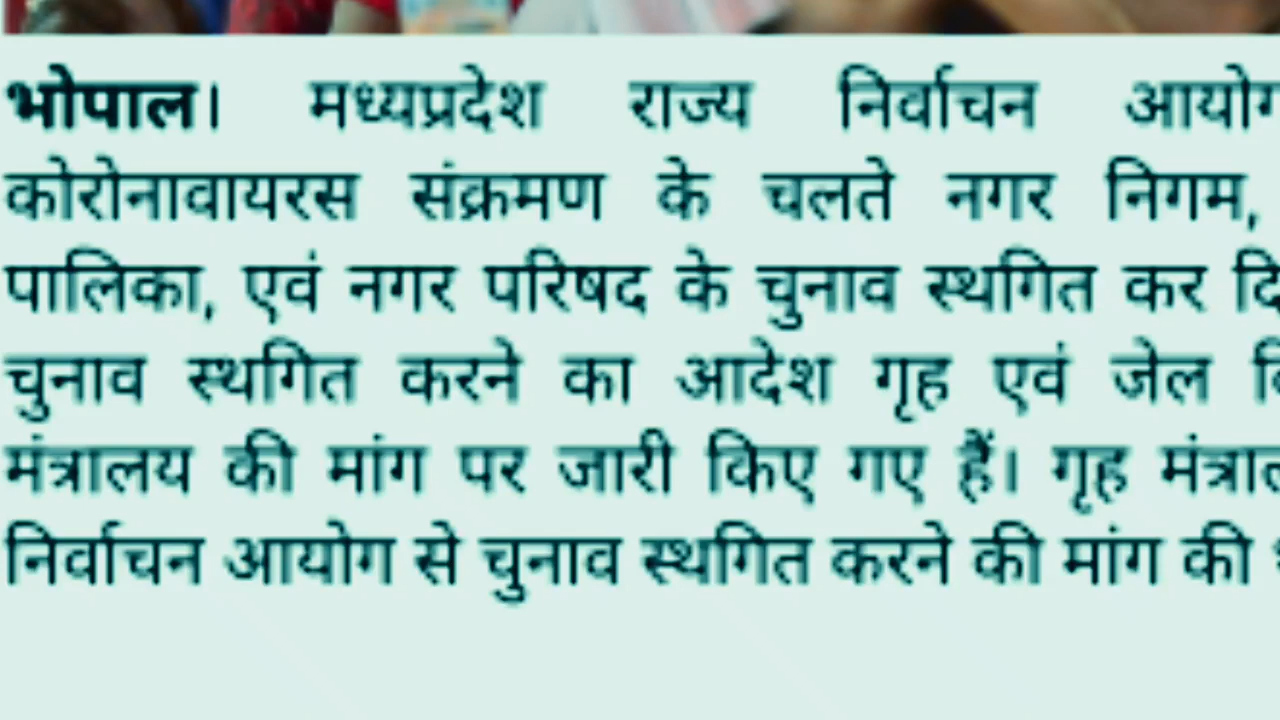 भोपाल। मध्यप्रदेश राज्य निर्वाचन आयोग
कोरोनावायरस संक्रमण के चलते नगर निगम,
पालिका, एवं नगर परिषद के चुनाव स्थगित कर
चुनाव स्थगित करने का आदेश गृह एवं जेल
मंत्रालय की मांग पर जारी किए गए हैं। गृह
निर्वाचन आयोग से चुनाव स्थगित करने की मांग की